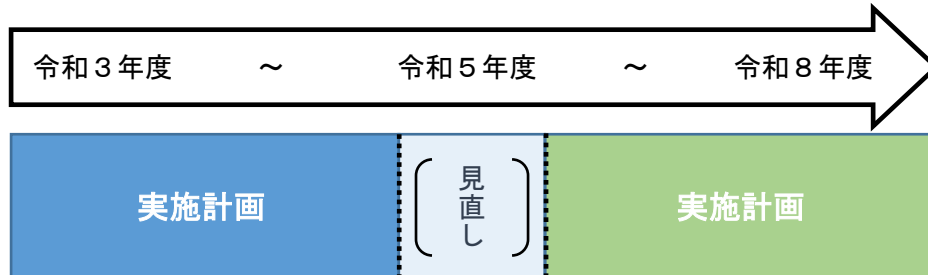 令和３年度　～　令和５年度　～　令和８年度
実施計画
（見直し）
実施計画